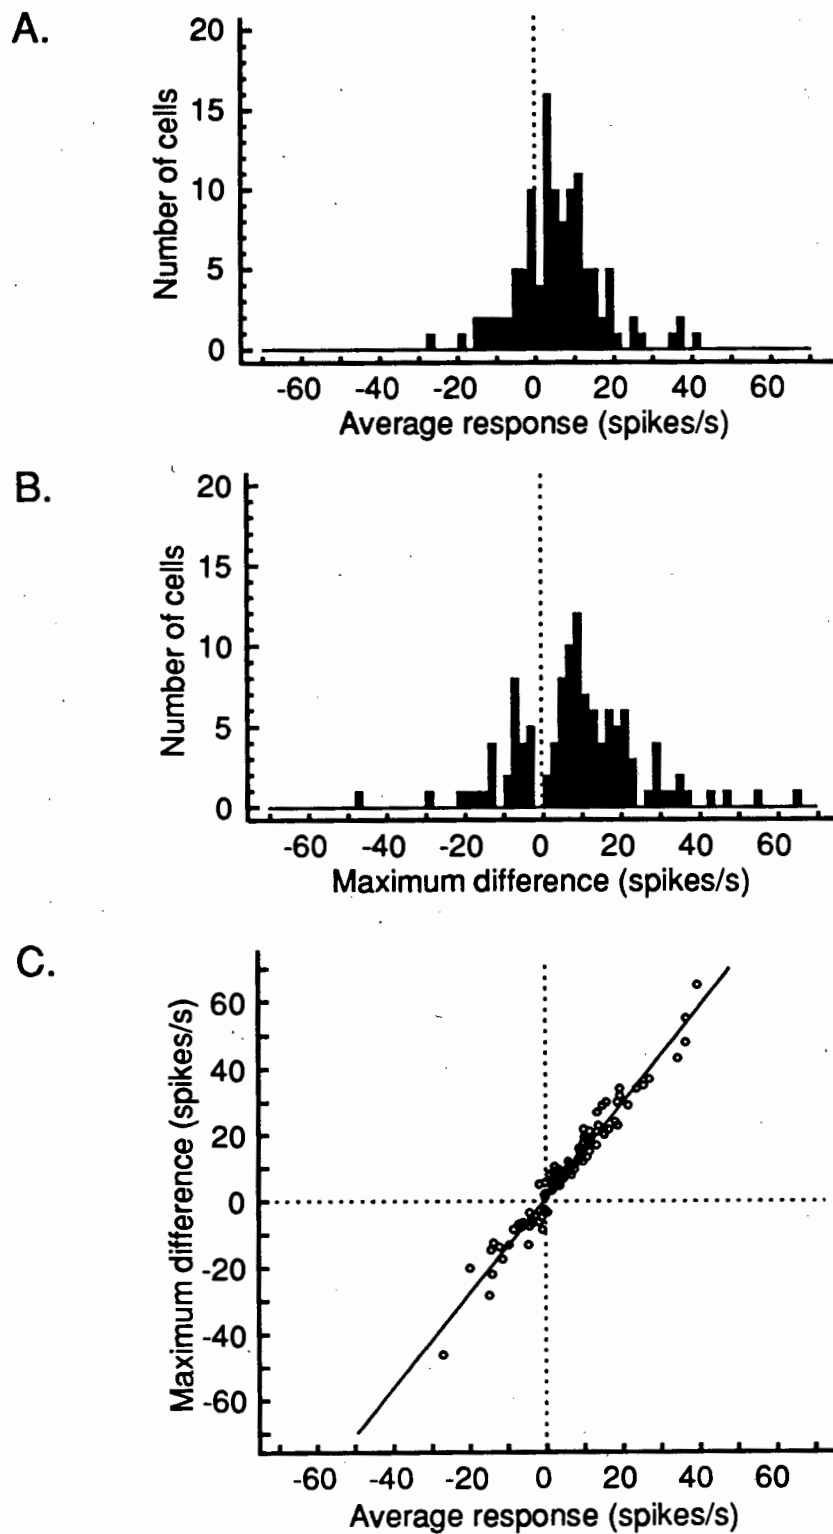 A.
20
15
10
5
0
Number of cells
-60 -40 -20 0 20 40 60
Average response (spikes/s)
B.
20
15
10
5
0
Number of cells
-60 -40 -20 0 20 40 60
Maximum difference (spikes/s)
C.
60
40
20
0
-20
-40
-60
Maximum difference (spikes/s)
-60 -40 -20 0 20 40 60
Average response (spikes/s)